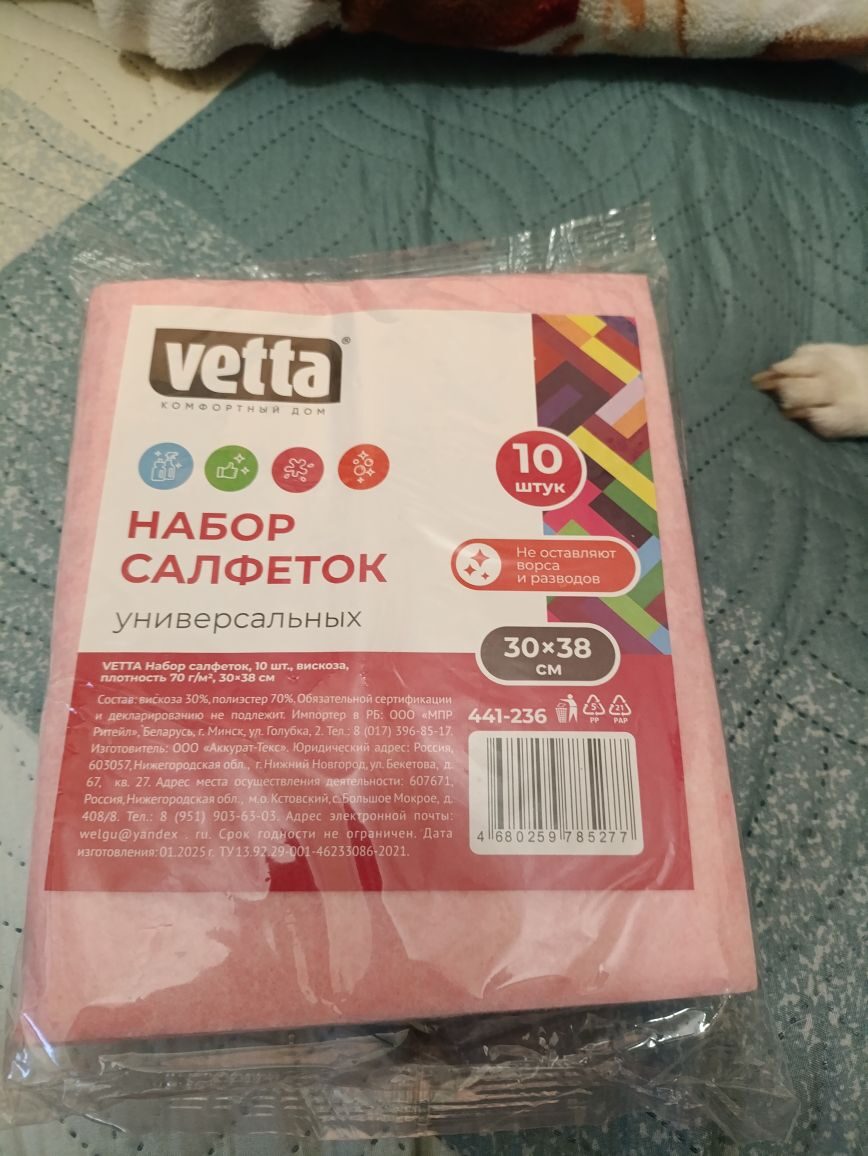 vetta®
КОМФОРТНЫЙ ДОМ
10
штук
НАБОР
САЛФЕТОК
универсальных
Не оставляют
ворса
и разводов
30×38
см
VETTA Набор салфеток, 10 шт., вискоза,
плотность 70 г/м², 30×38 см
Состав: вискоза 30%, полиэстер 70%. Обязательной сертификации
и декларированию не подлежит. Импортер в РБ: ООО «МПР
Ритейл», Беларусь, г. Минск, ул. Голубка, 2. Тел.: 8 (017) 396-85-17.
Изготовитель: ООО «Аккурат-Текс». Юридический адрес: Россия,
603057, Нижегородская обл., г. Нижний Новгород, ул. Бекетова, д.
67, кв. 27. Адрес места осуществления деятельности: 607671,
Россия, Нижегородская обл., м.о. Кстовский, с. Большое Мокрое, д.
408/8. Тел.: 8 (951) 903-63-03. Адрес электронной почты:
welgu@yandex . ru. Срок годности не ограничен. Дата
изготовления: 01.2025 г. ТУ 13.92.29-001-46233086-2021.
441-236
5
PP
21
PAP
4 680259 785277